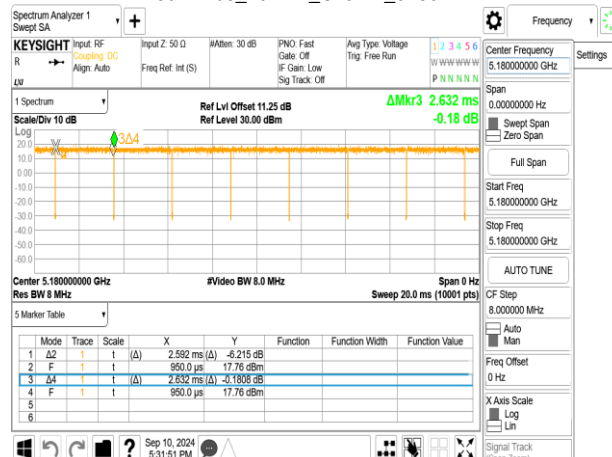 Spectrum Analyzer 1
Swept SA
Frequency
Settings
KEYSIGHT
R
Input: RF
Coupling: DC
Align: Auto
Input Z: 50 Ω
Freq Ref: Int (S)
#Atten: 30 dB
PNO: Fast
Gate: Off
IF Gain: Low
Sig Track: Off
Avg Type: Voltage
Trig: Free Run
1 2 3 4 5 6
W W W W W W
P N N N N N
1 Spectrum
Scale/Div 10 dB
Ref Lvl Offset 11.25 dB
Ref Level 30.00 dBm
ΔMkr3 2.632 ms
-0.18 dB
Log
3Δ4
20.0
10.0
0.00
-10.0
-20.0
-30.0
-40.0
-50.0
-60.0
Center 5.180000000 GHz
Res BW 8 MHz
#Video BW 8.0 MHz
Span 0 Hz
Sweep 20.0 ms (10001 pts)
5 Marker Table
Mode Trace Scale X Y Function Function Width Function Value
1 Δ2 1 t (Δ) 2.592 ms (Δ) -6.215 dB
2 F 1 t 950.0 µs 17.76 dBm
3 Δ4 1 t (Δ) 2.632 ms (Δ) -0.1808 dB
4 F 1 t 950.0 µs 17.76 dBm
5
6
Sep 10, 2024
5:31:51 PM
Center Frequency
5.180000000 GHz
Span
0.00000000 Hz
Swept Span
Zero Span
Full Span
Start Freq
5.180000000 GHz
Stop Freq
5.180000000 GHz
AUTO TUNE
CF Step
8.000000 MHz
Auto
Man
Freq Offset
0 Hz
X Axis Scale
Log
Lin
Signal Track